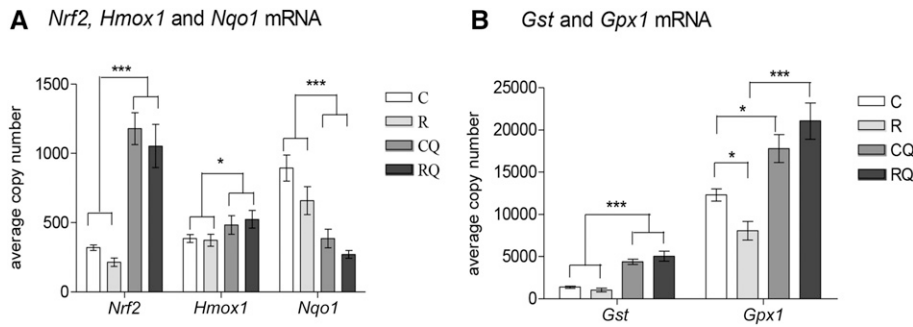 A Nrf2, Hmox1 and Nqo1 mRNA
average copy number
1500
1000
500
0
***
*
***
C
R
CQ
RQ
Nrf2
Hmox1
Nqo1
B Gst and Gpx1 mRNA
average copy number
25000
20000
15000
10000
5000
0
***
*
*
***
C
R
CQ
RQ
Gst
Gpx1